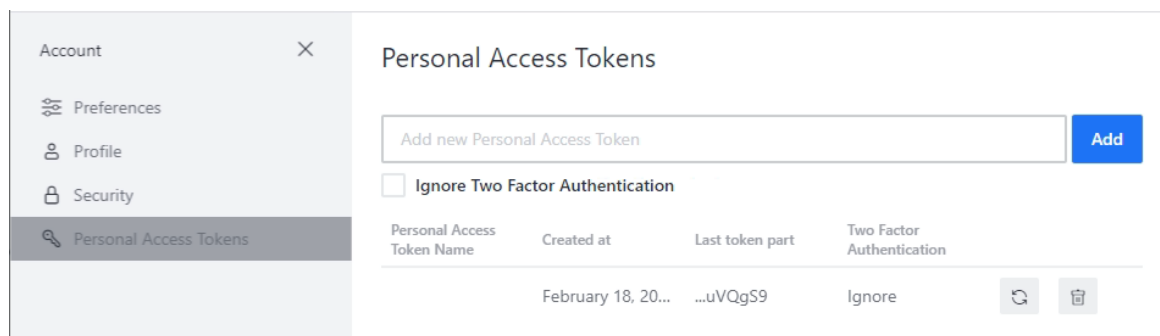 Account
Personal Access Tokens
Preferences
Add new Personal Access Token
Add
Profile
Ignore Two Factor Authentication
Security
Personal Access Tokens
Personal Access
Token Name
Created at
Last token part
Two Factor
Authentication
February 18, 20...
...uVQgS9
Ignore